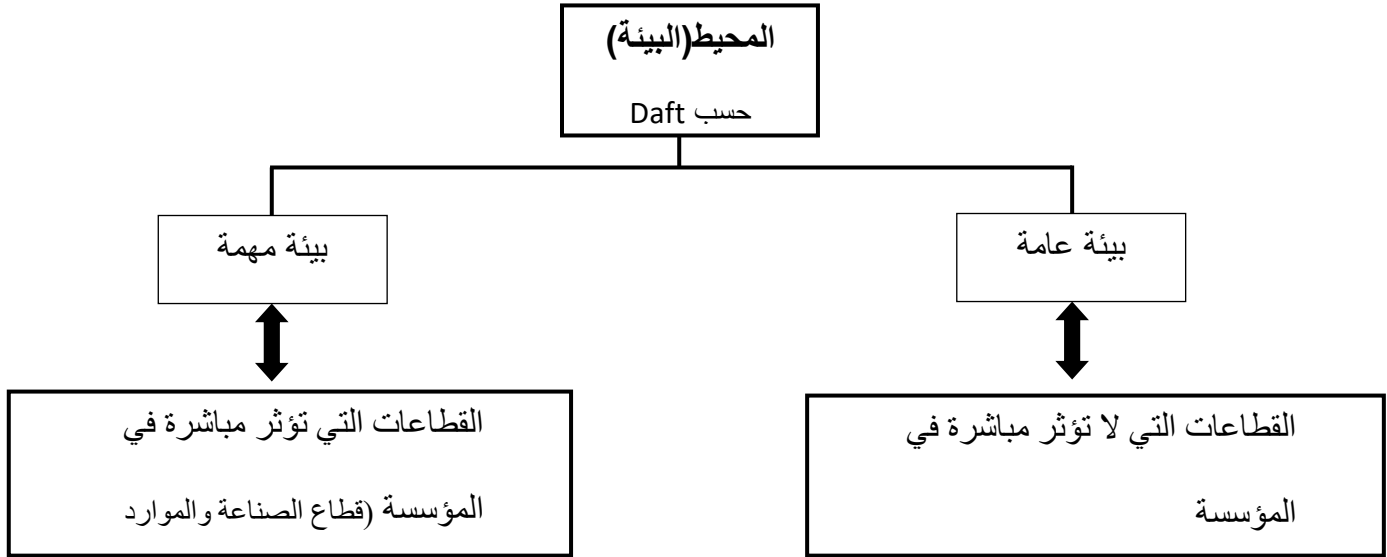 المحيط(البيئة)
حسب Daft
بيئة عامة
بيئة مهمة
القطاعات التي لا تؤثر مباشرة في
المؤسسة
القطاعات التي تؤثر مباشرة في
المؤسسة (قطاع الصناعة والموارد